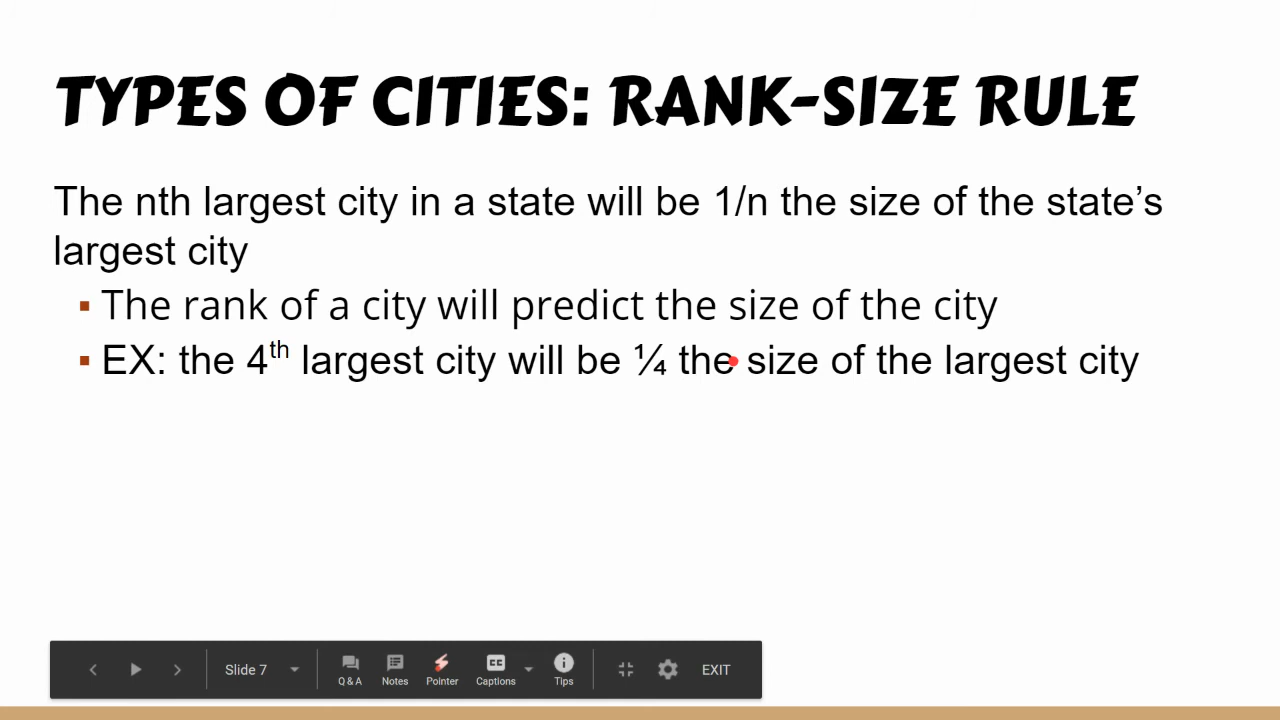 TYPES OF CITIES: RANK-SIZE RULE
The nth largest city in a state will be 1/n the size of the state’s
largest city
▪ The rank of a city will predict the size of the city
▪ EX: the 4th largest city will be ¼ the size of the largest city
Slide 7
Q & A Notes Pointer Captions Tips EXIT